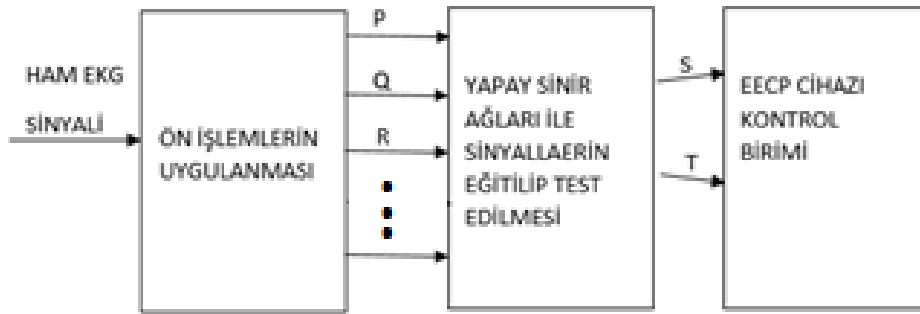 HAM EKG
SİNYALİ
ÖN İŞLEMLERİN
UYGULANMASI
P
Q
R
YAPAY SİNİR
AĞLARI İLE
SİNYALLAERİN
EĞİTİLİP TEST
EDİLMESİ
S
T
EECP CİHAZI
KONTROL
BİRİMİ